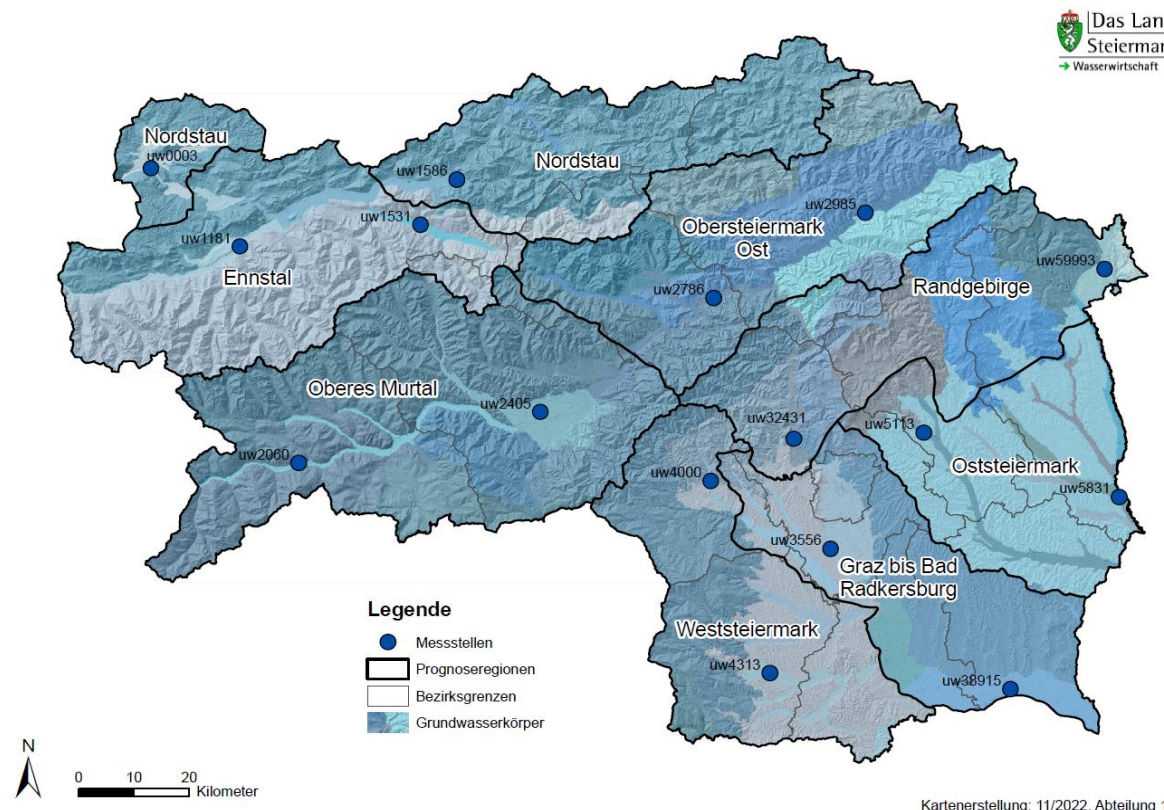 Das Lan
Steiermar
→ Wasserwirtschaft
Nordstau
uw0003
uw1586
Nordstau
uw1531
uw1181
Ennstal
uw2985
Obersteiermark
Ost
uw2786
uw59993
Randgebirge
Oberes Murtal
uw2405
uw2060
uw32431
uw4000
uw5113
Oststeiermark
uw5831
uw3556
Graz bis Bad
Radkersburg
Weststeiermark
uw4313
uw38915
Legende
Messstellen
Prognoseregionen
Bezirksgrenzen
Grundwasserkörper
N
0 10 20
Kilometer
Kartenerstellung: 11/2022, Abteilung 1